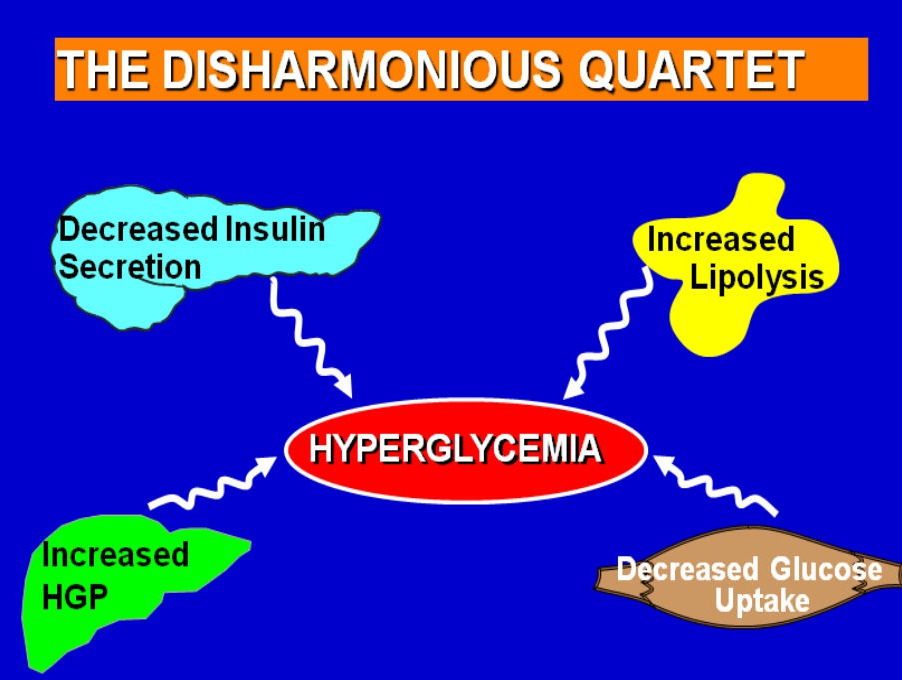 THE DISHARMONIOUS QUARTET
Decreased Insulin
Secretion
Increased
Lipolysis
HYPERGLYCEMIA
Increased
HGP
Decreased Glucose
Uptake